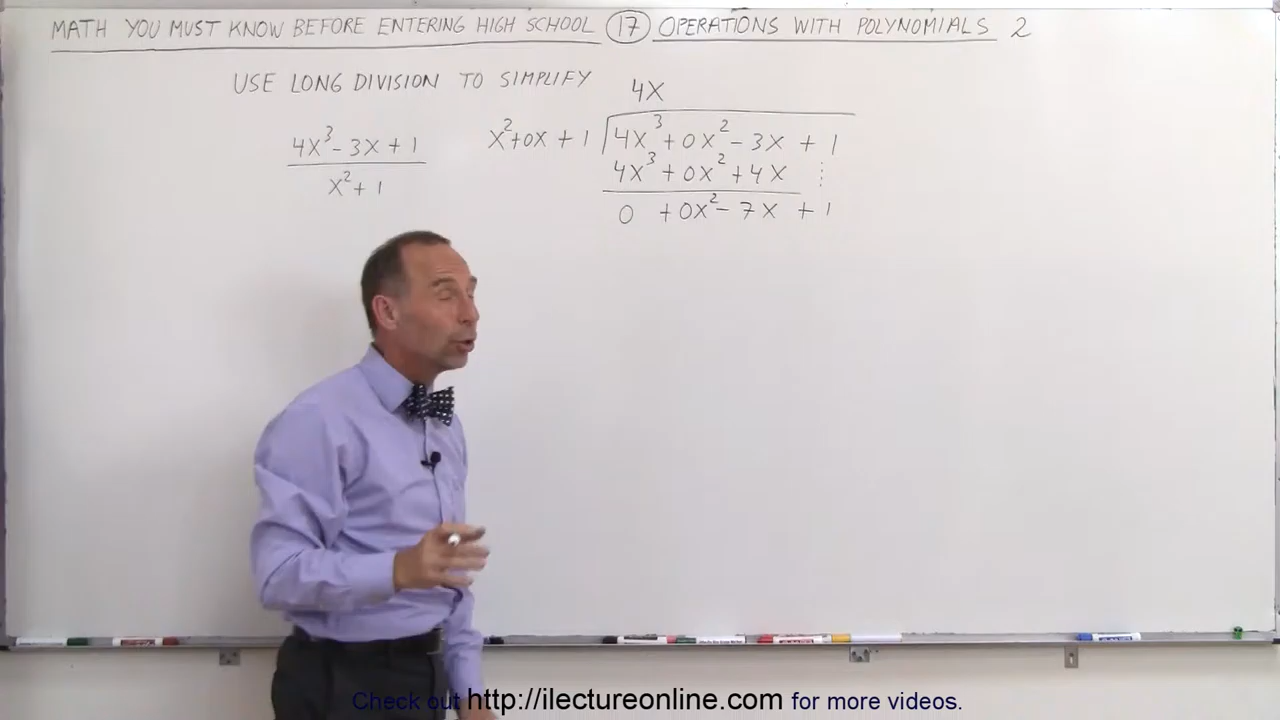 MATH YOU MUST KNOW BEFORE ENTERING HIGH SCHOOL 17 OPERATIONS WITH POLYNOMIALS 2
USE LONG DIVISION TO SIMPLIFY
4X
4X³ - 3X + 1
X² + 1
X² + 0X + 1 4X³ + 0X² - 3X + 1
4X³ + 0X² + 4X
0 + 0X² - 7X + 1
Check out http://ilectureonline.com for more videos.